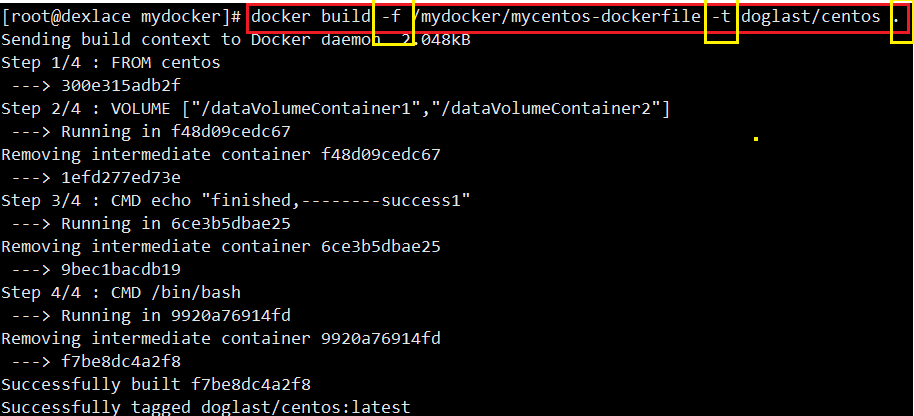 [root@dexlace mydocker]# docker build -f /mydocker/mycentos-dockerfile -t doglast/centos .
Sending build context to Docker daemon  2.048kB
Step 1/4 : FROM centos
 ---> 300e315adb2f
Step 2/4 : VOLUME ["/dataVolumeContainer1","/dataVolumeContainer2"]
 ---> Running in f48d09cedc67
Removing intermediate container f48d09cedc67
 ---> 1efd277ed73e
Step 3/4 : CMD echo "finished,--------success1"
 ---> Running in 6ce3b5dbae25
Removing intermediate container 6ce3b5dbae25
 ---> 9bec1bacdb19
Step 4/4 : CMD /bin/bash
 ---> Running in 9920a76914fd
Removing intermediate container 9920a76914fd
 ---> f7be8dc4a2f8
Successfully built f7be8dc4a2f8
Successfully tagged doglast/centos:latest